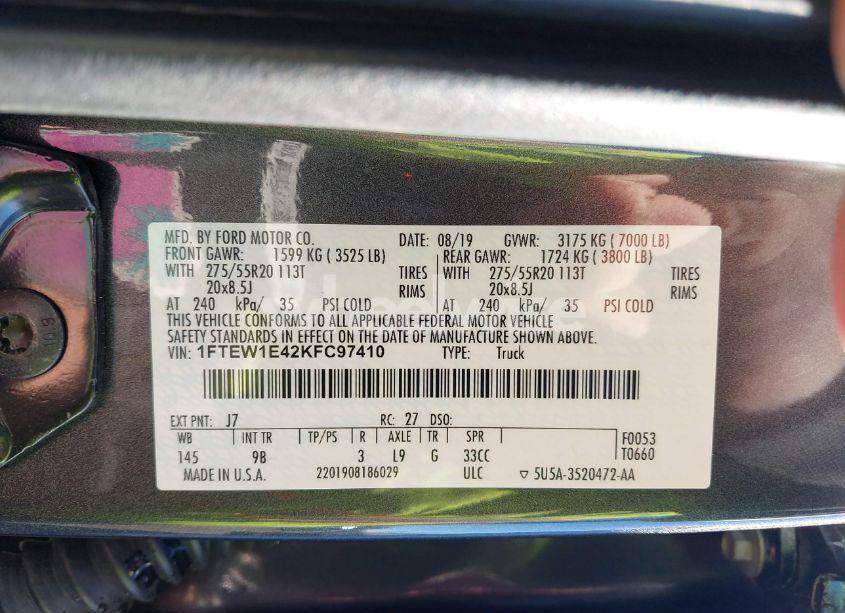 MFD. BY FORD MOTOR CO. DATE: 08/19 GVWR: 3175 KG ( 7000 LB)
FRONT GAWR: 1599 KG ( 3525 LB) REAR GAWR: 1724 KG ( 3800 LB)
WITH 275/55R20 113T TIRES WITH 275/55R20 113T TIRES
20x8.5J RIMS 20x8.5J RIMS
AT 240 kPa/ 35 PSI COLD AT 240 kPa/ 35 PSI COLD
THIS VEHICLE CONFORMS TO ALL APPLICABLE FEDERAL MOTOR VEHICLE
SAFETY STANDARDS IN EFFECT ON THE DATE OF MANUFACTURE SHOWN ABOVE.
VIN: 1FTEW1E42KFC97410 TYPE: Truck
EXT PNT: J7 RC: 27 DSO:
WB INT TR TP/PS R AXLE TR SPR F0053
145 9B 3 L9 G 33CC T0660
MADE IN U.S.A. 2201908186029 ULC ▽ 5U5A-3520472-AA
10.9